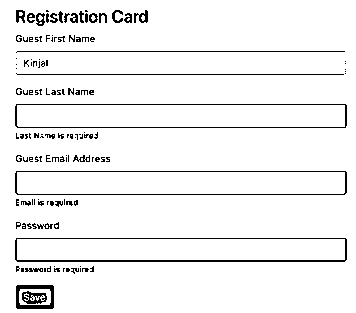 Registration Card
Guest First Name
Kinjal
Guest Last Name
Last Name is required
Guest Email Address
Email is required
Password
Password is required
Save